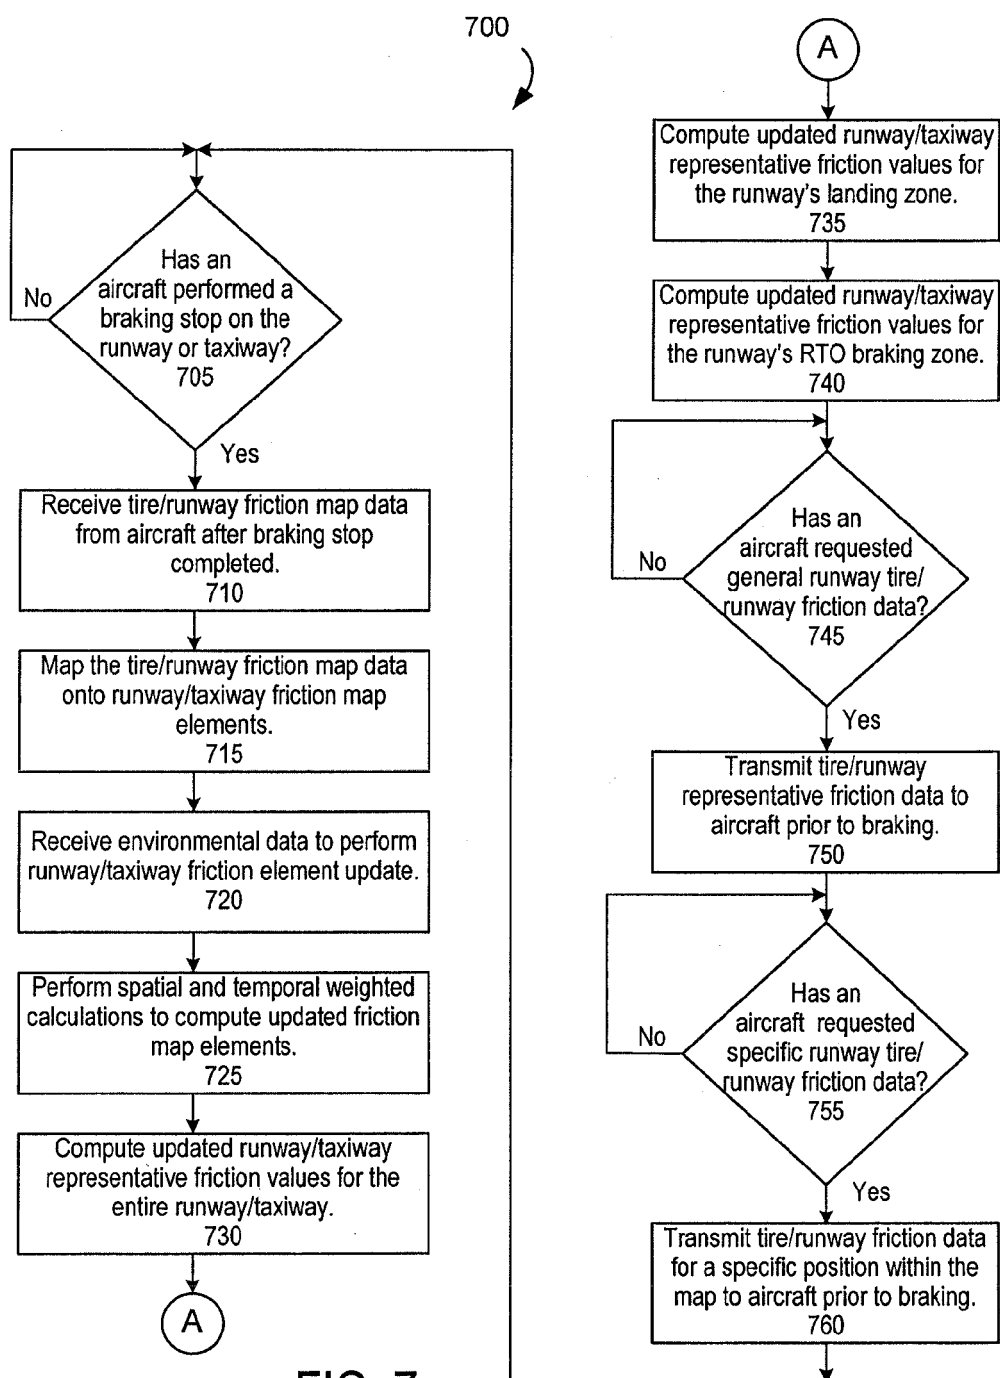 700
Has an
aircraft performed a
braking stop on the
runway or taxiway?
705
No
Yes
Receive tire/runway friction map data
from aircraft after braking stop
completed.
710
Map the tire/runway friction map data
onto runway/taxiway friction map
elements.
715
Receive environmental data to perform
runway/taxiway friction element update.
720
Perform spatial and temporal weighted
calculations to compute updated friction
map elements.
725
Compute updated runway/taxiway
representative friction values for the
entire runway/taxiway.
730
A
A
Compute updated runway/taxiway
representative friction values for
the runway's landing zone.
735
Compute updated runway/taxiway
representative friction values for
the runway's RTO braking zone.
740
Has an
aircraft requested
general runway tire/
runway friction data?
745
No
Yes
Transmit tire/runway
representative friction data to
aircraft prior to braking.
750
Has an
aircraft requested
specific runway tire/
runway friction data?
755
No
Yes
Transmit tire/runway friction data
for a specific position within the
map to aircraft prior to braking.
760
FIG. 7